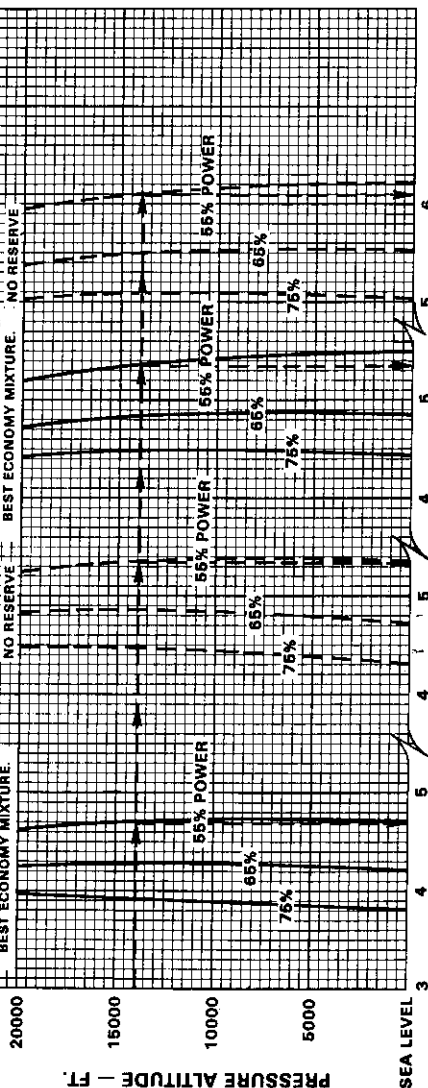 BEST ECONOMY MIXTURE.
NO RESERVE
BEST ECONOMY MIXTURE.
NO RESERVE
20000
15000
10000
5000
SEA LEVEL
PRESSURE ALTITUDE — FT.
55% POWER
65%
75%
55% POWER
65%
75%
55% POWER
65%
75%
55% POWER
65%
75%
3 4 5 4 5 4 5 5 6